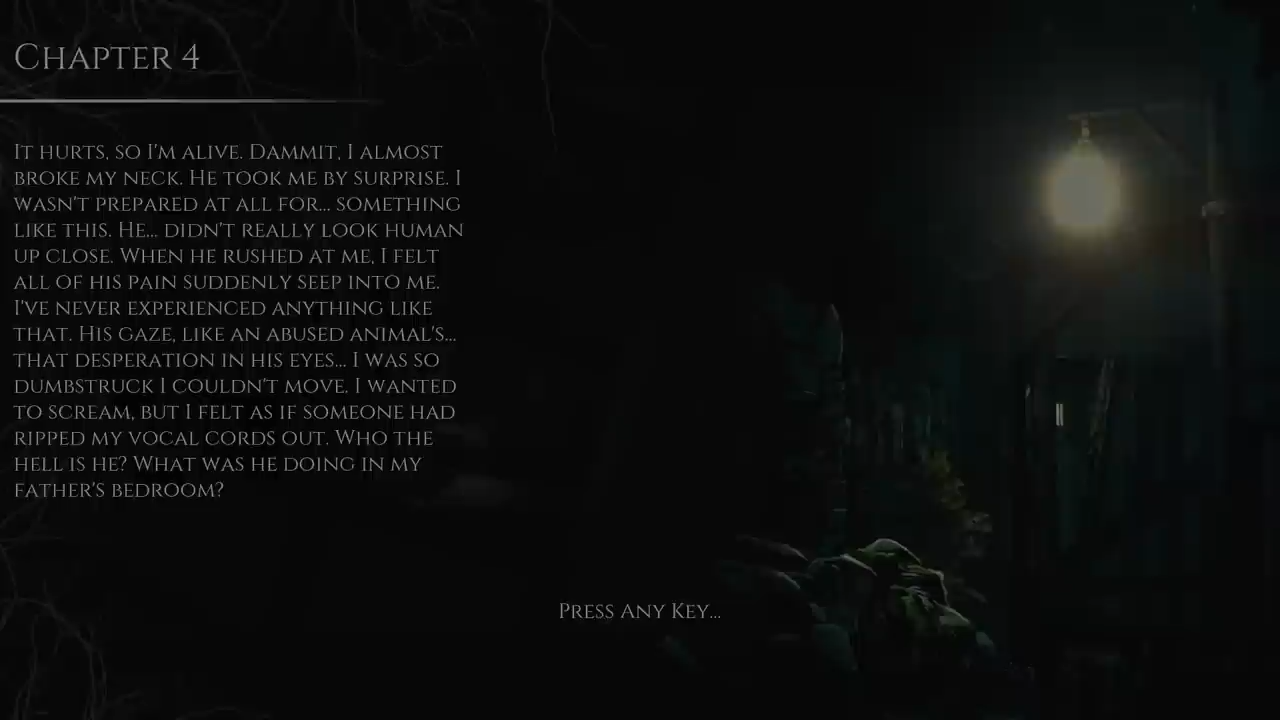 Chapter 4
It hurts, so I'm alive. Dammit, I almost
broke my neck. He took me by surprise. I
wasn't prepared at all for... something
like this. He... didn't really look human
up close. When he rushed at me, I felt
all of his pain suddenly seep into me.
I've never experienced anything like
that. His gaze, like an abused animal's...
that desperation in his eyes... I was so
dumbstruck I couldn't move. I wanted
to scream, but I felt as if someone had
ripped my vocal cords out. Who the
hell is he? What was he doing in my
father's bedroom?
Press Any Key...